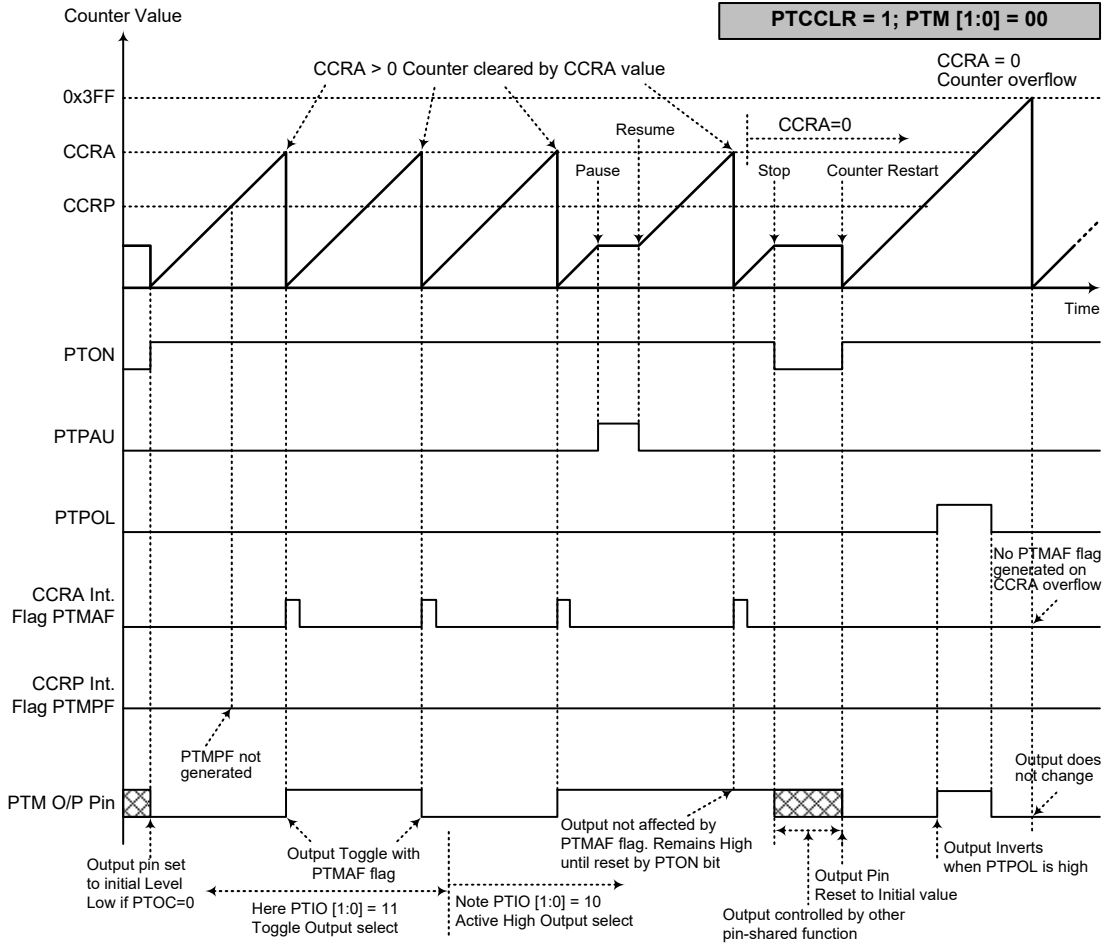 Counter Value
PTCCLR = 1; PTM [1:0] = 00
CCRA > 0 Counter cleared by CCRA value
CCRA = 0
Counter overflow
0x3FF
Resume
CCRA=0
CCRA
Pause
Stop
Counter Restart
CCRP
Time
PTON
PTPAU
PTPOL
No PTMAF flag
generated on
CCRA overflow
CCRA Int.
Flag PTMAF
CCRP Int.
Flag PTMPF
PTMPF not
generated
Output does
not change
PTM O/P Pin
Output pin set
to initial Level
Low if PTOC=0
Output Toggle with
PTMAF flag
Here PTIO [1:0] = 11
Toggle Output select
Note PTIO [1:0] = 10
Active High Output select
Output not affected by
PTMAF flag. Remains High
until reset by PTON bit
Output controlled by other
pin-shared function
Output Pin
Reset to Initial value
Output Inverts
when PTPOL is high